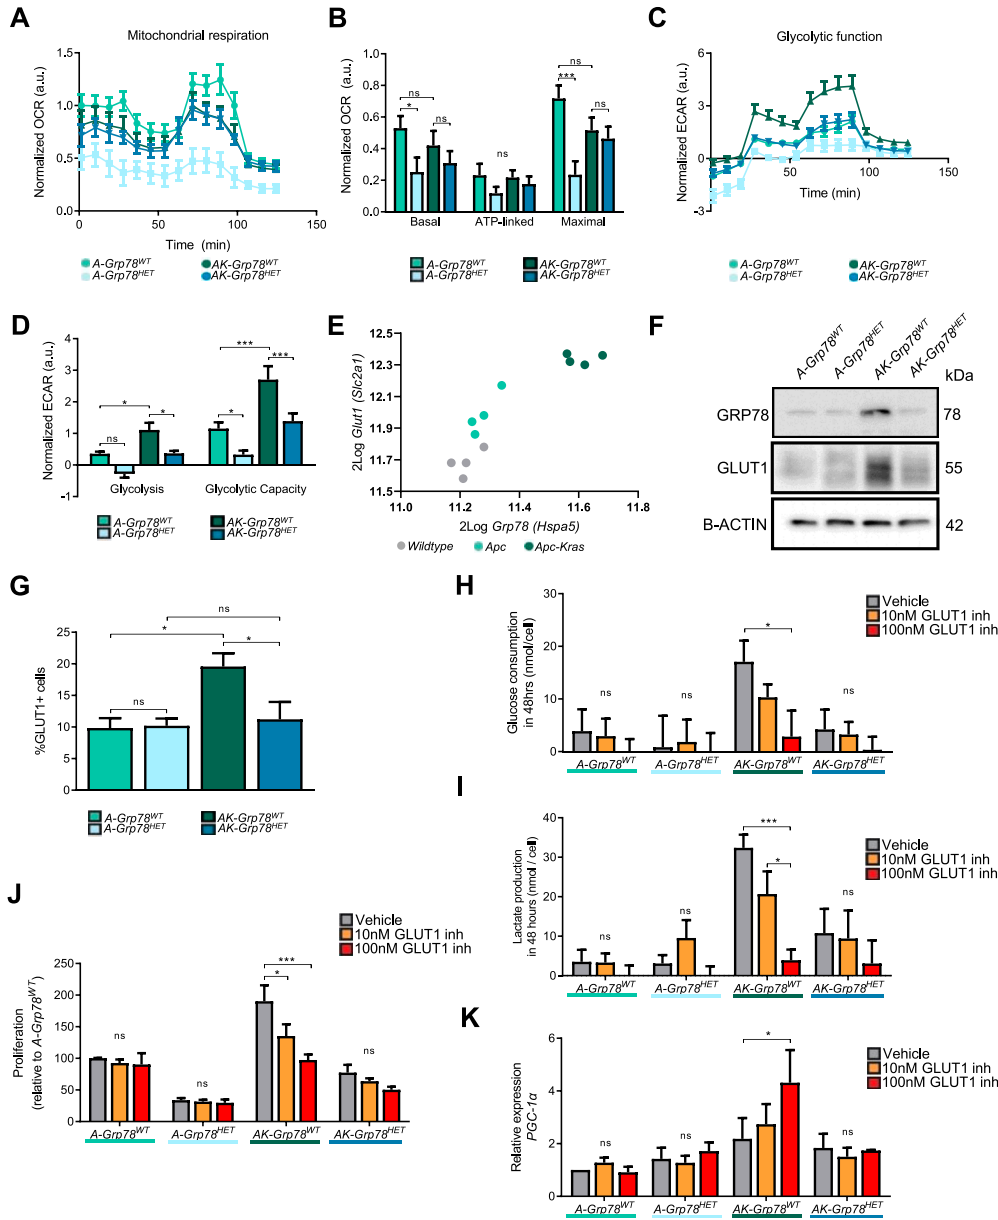 A
Mitochondrial respiration
Normalized OCR (a.u.)
1.5
1.0
0.5
0.0
0
50
100
150
Time (min)
A-Grp78WT
AK-Grp78WT
A-Grp78HET
AK-Grp78HET
B
Normalized OCR (a.u.)
1.0
0.8
0.6
0.4
0.2
0.0
ns
*
ns
ns
ns
***
ns
Basal
ATP-linked
Maximal
A-Grp78WT
AK-Grp78WT
A-Grp78HET
AK-Grp78HET
C
Glycolytic function
Normalized ECAR (a.u.)
6
3
0
-3
50
100
150
Time (min)
A-Grp78WT
AK-Grp78WT
A-Grp78HET
AK-Grp78HET
D
Normalized ECAR (a.u.)
4
3
2
1
0
-1
*
ns
*
***
*
***
Glycolysis
Glycolytic Capacity
A-Grp78WT
AK-Grp78WT
A-Grp78HET
AK-Grp78HET
E
2Log Glut1 (Slc2a1)
12.5
12.3
12.1
11.9
11.7
11.5
11.0
11.2
11.4
11.6
11.8
2Log Grp78 (Hspa5)
Wildtype
Apc
Apc-Kras
F
A-Grp78WT
A-Grp78HET
AK-Grp78WT
AK-Grp78HET
kDa
GRP78
78
GLUT1
55
B-ACTIN
42
G
%GLUT1+ cells
25
20
15
10
5
0
ns
*
ns
*
A-Grp78WT
AK-Grp78WT
A-Grp78HET
AK-Grp78HET
H
Glucose consumption
in 48hrs (nmol/cell)
30
20
10
0
ns
ns
*
ns
Vehicle
10nM GLUT1 inh
100nM GLUT1 inh
A-Grp78WT
A-Grp78HET
AK-Grp78WT
AK-Grp78HET
I
Lactate production
in 48 hours (nmol / cell)
40
30
20
10
0
ns
ns
***
*
ns
Vehicle
10nM GLUT1 inh
100nM GLUT1 inh
A-Grp78WT
A-Grp78HET
AK-Grp78WT
AK-Grp78HET
J
Proliferation
(relative to A-Grp78WT)
250
200
150
100
50
0
ns
ns
***
*
ns
Vehicle
10nM GLUT1 inh
100nM GLUT1 inh
A-Grp78WT
A-Grp78HET
AK-Grp78WT
AK-Grp78HET
K
Relative expression
PGC-1α
6
4
2
0
ns
ns
*
ns
Vehicle
10nM GLUT1 inh
100nM GLUT1 inh
A-Grp78WT
A-Grp78HET
AK-Grp78WT
AK-Grp78HET